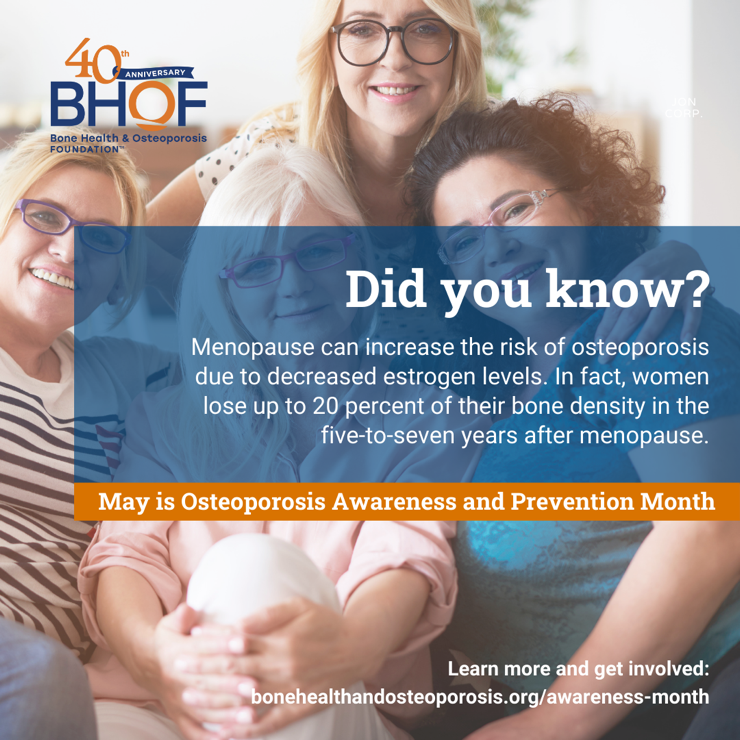 40th
ANNIVERSARY
BHOF
Bone Health & Osteoporosis
FOUNDATION™
Did you know?
Menopause can increase the risk of osteoporosis
due to decreased estrogen levels. In fact, women
lose up to 20 percent of their bone density in the
five-to-seven years after menopause.
May is Osteoporosis Awareness and Prevention Month
Learn more and get involved:
bonehealthandosteoporosis.org/awareness-month